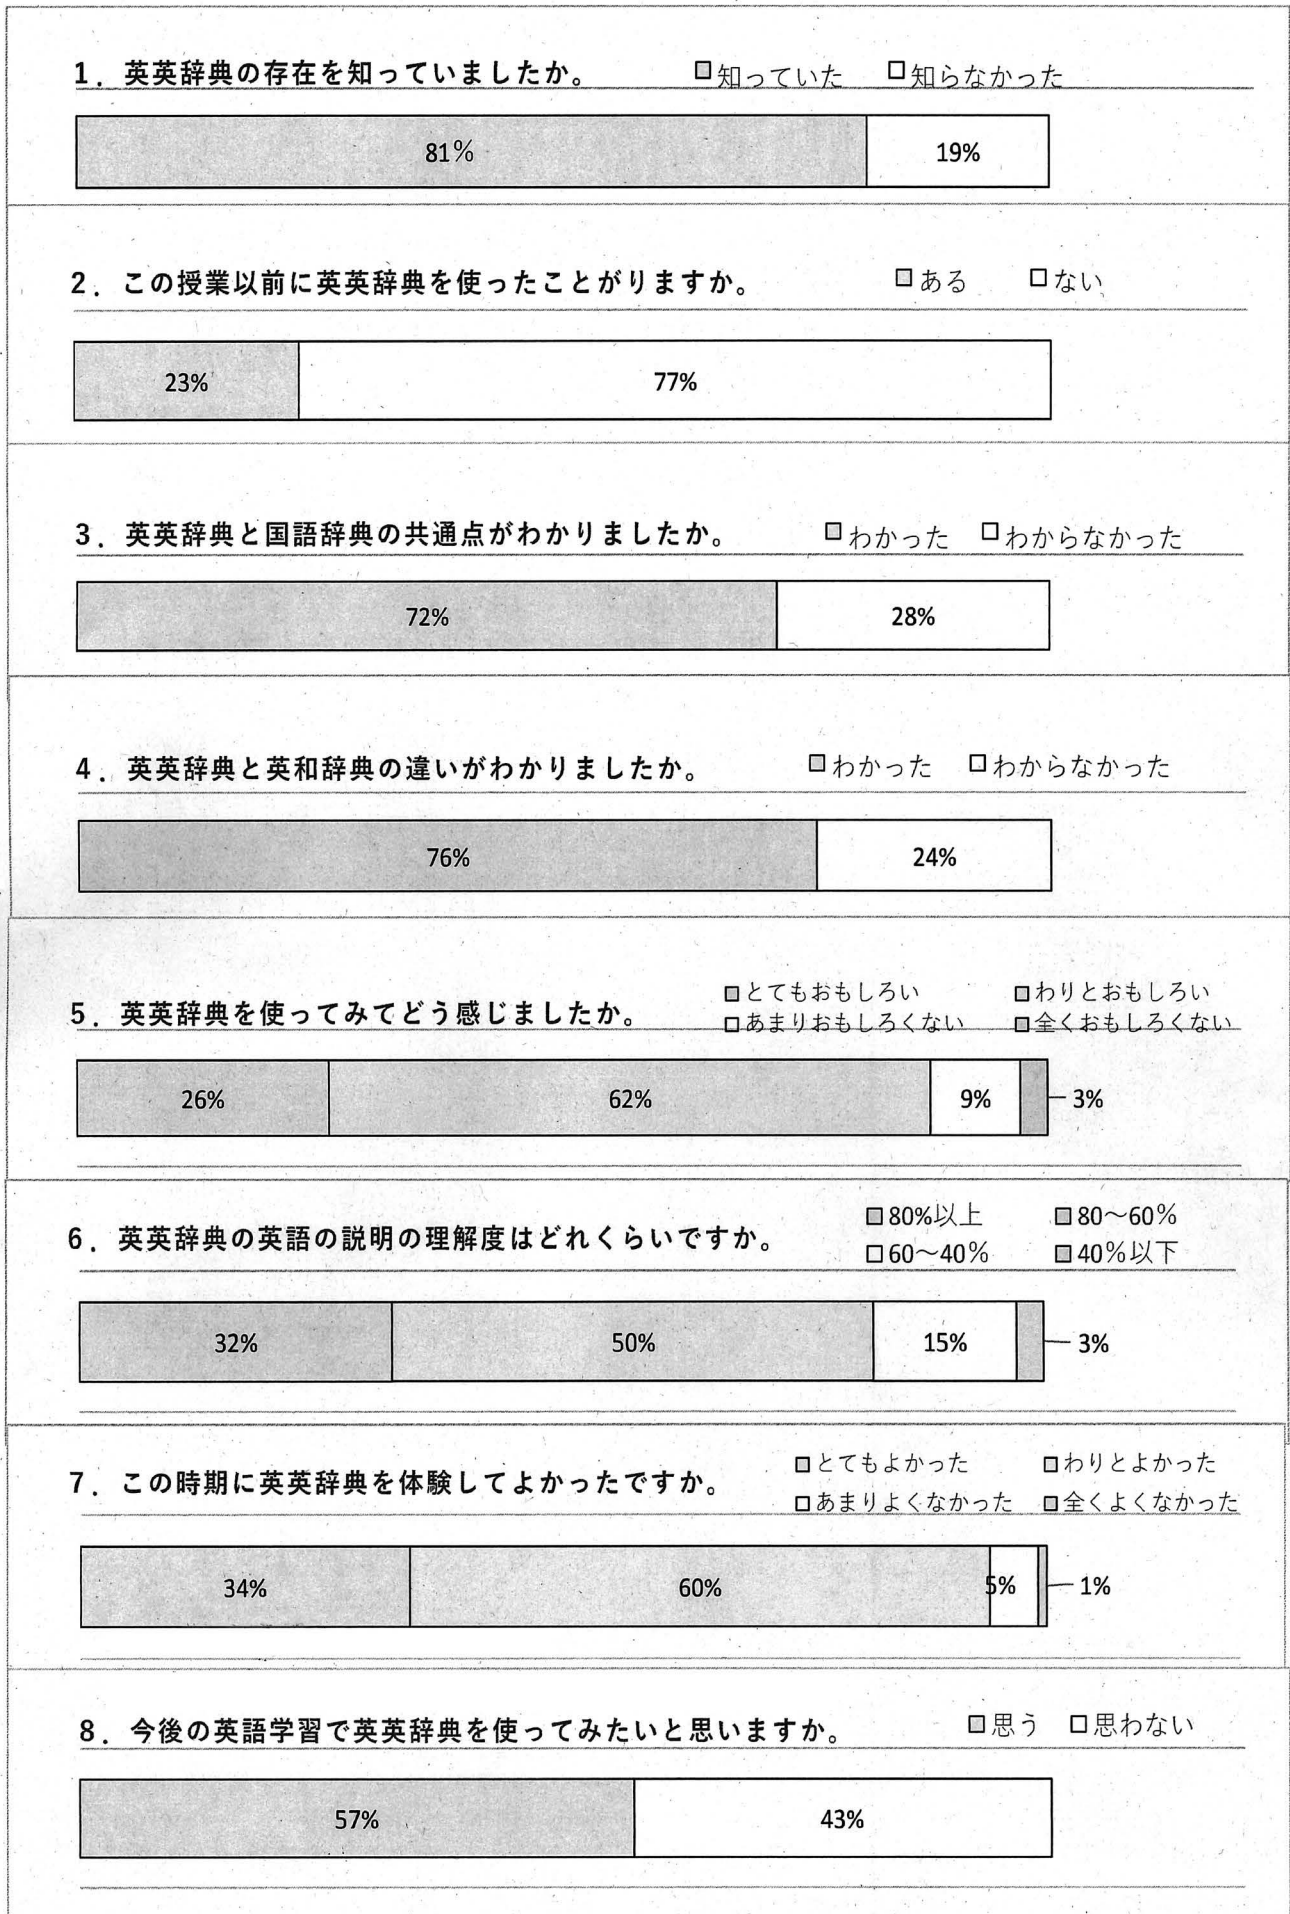 1．英英辞典の存在を知っていましたか。 知っていた 知らなかった
81% 19%
2．この授業以前に英英辞典を使ったことがりますか。 ある ない
23% 77%
3．英英辞典と国語辞典の共通点がわかりましたか。 わかった わからなかった
72% 28%
4．英英辞典と英和辞典の違いがわかりましたか。 わかった わからなかった
76% 24%
とてもおもしろい わりとおもしろい
5．英英辞典を使ってみてどう感じましたか。
あまりおもしろくない 全くおもしろくない
26% 62% 9% 3%
80%以上 80〜60%
6．英英辞典の英語の説明の理解度はどれくらいですか。
60〜40% 40%以下
32% 50% 15% 3%
とてもよかった わりとよかった
7．この時期に英英辞典を体験してよかったですか。
あまりよくなかった 全くよくなかった
34% 60% 5% 1%
8．今後の英語学習で英英辞典を使ってみたいと思いますか。 思う 思わない
57% 43%